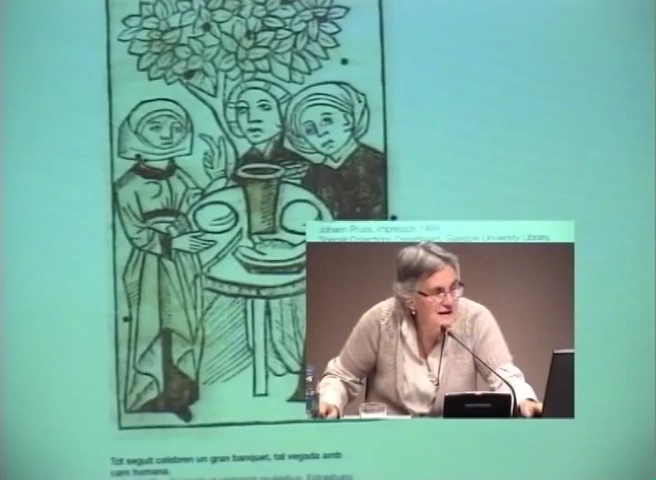 Johann Prüss, impressor, 1489
Special Collections Department, Glasgow University Library.
Tot seguit celebren un gran banquet, tal vegada amb
carn humana.